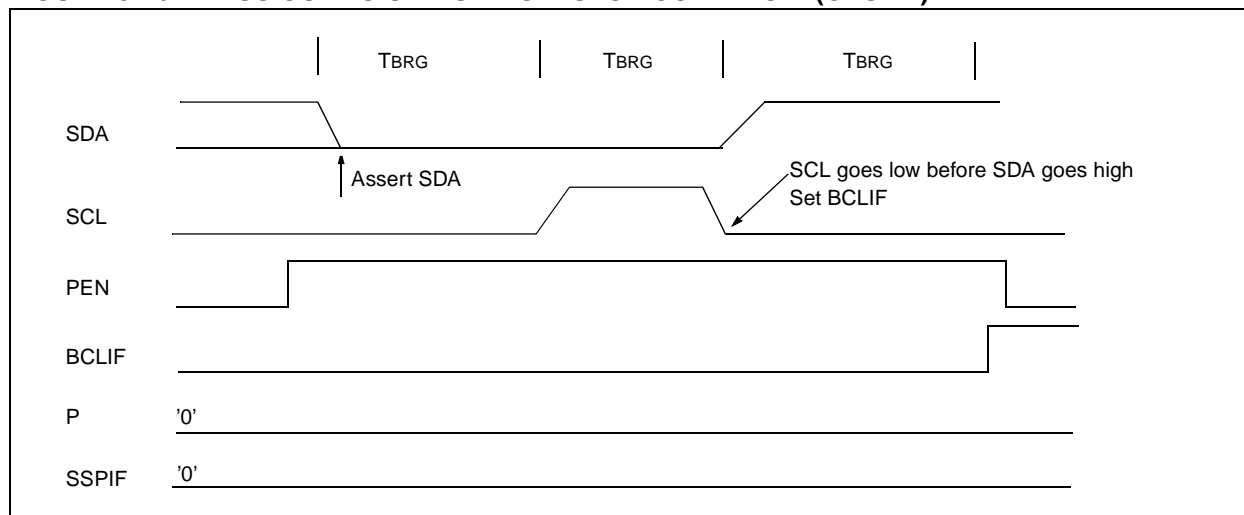 TBRG TBRG TBRG
SDA
Assert SDA
SCL goes low before SDA goes high
Set BCLIF
SCL
PEN
BCLIF
P '0'
SSPIF '0'